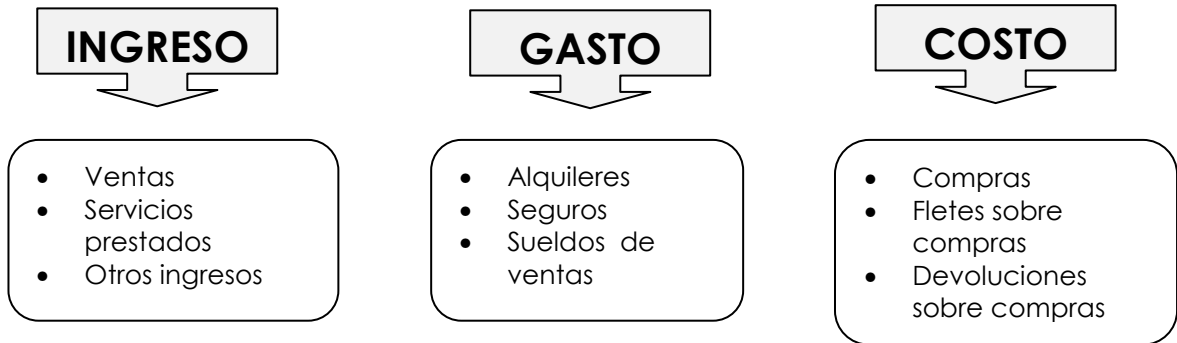 INGRESO
• Ventas
• Servicios
prestados
• Otros ingresos
GASTO
• Alquileres
• Seguros
• Sueldos de
ventas
COSTO
• Compras
• Fletes sobre
compras
• Devoluciones
sobre compras